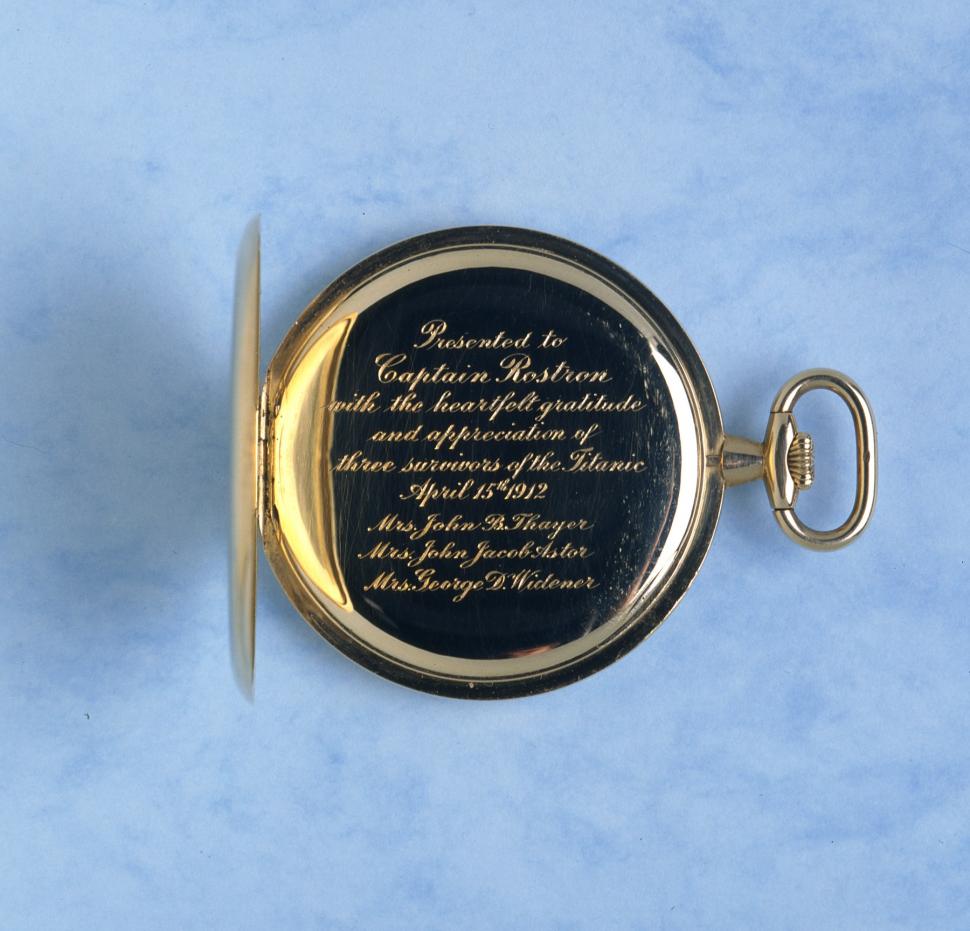 Presented to
Captain Rostron
with the heartfelt gratitude
and appreciation of
three survivors of the Titanic
April 15th 1912
Mrs. John B. Thayer
Mrs. John Jacob Astor
Mrs. George D. Widener